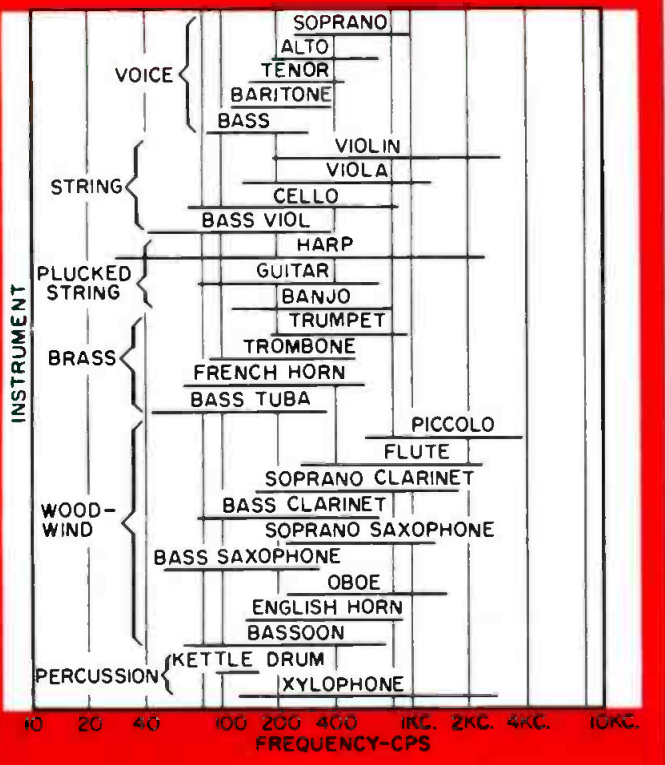 SOPRANO
ALTO
VOICE
TENOR
BARITONE
BASS
VIOLIN
VIOLA
STRING
CELLO
BASS VIOL
HARP
PLUCKED
STRING
GUITAR
BANJO
TRUMPET
BRASS
TROMBONE
FRENCH HORN
BASS TUBA
INSTRUMENT
PICCOLO
FLUTE
SOPRANO CLARINET
WOOD-
WIND
BASS CLARINET
SOPRANO SAXOPHONE
BASS SAXOPHONE
OBOE
ENGLISH HORN
BASSOON
PERCUSSION
KETTLE DRUM
XYLOPHONE
10 20 40 100 200 400 1KC. 2KC. 4KC. 10KC.
FREQUENCY-CPS